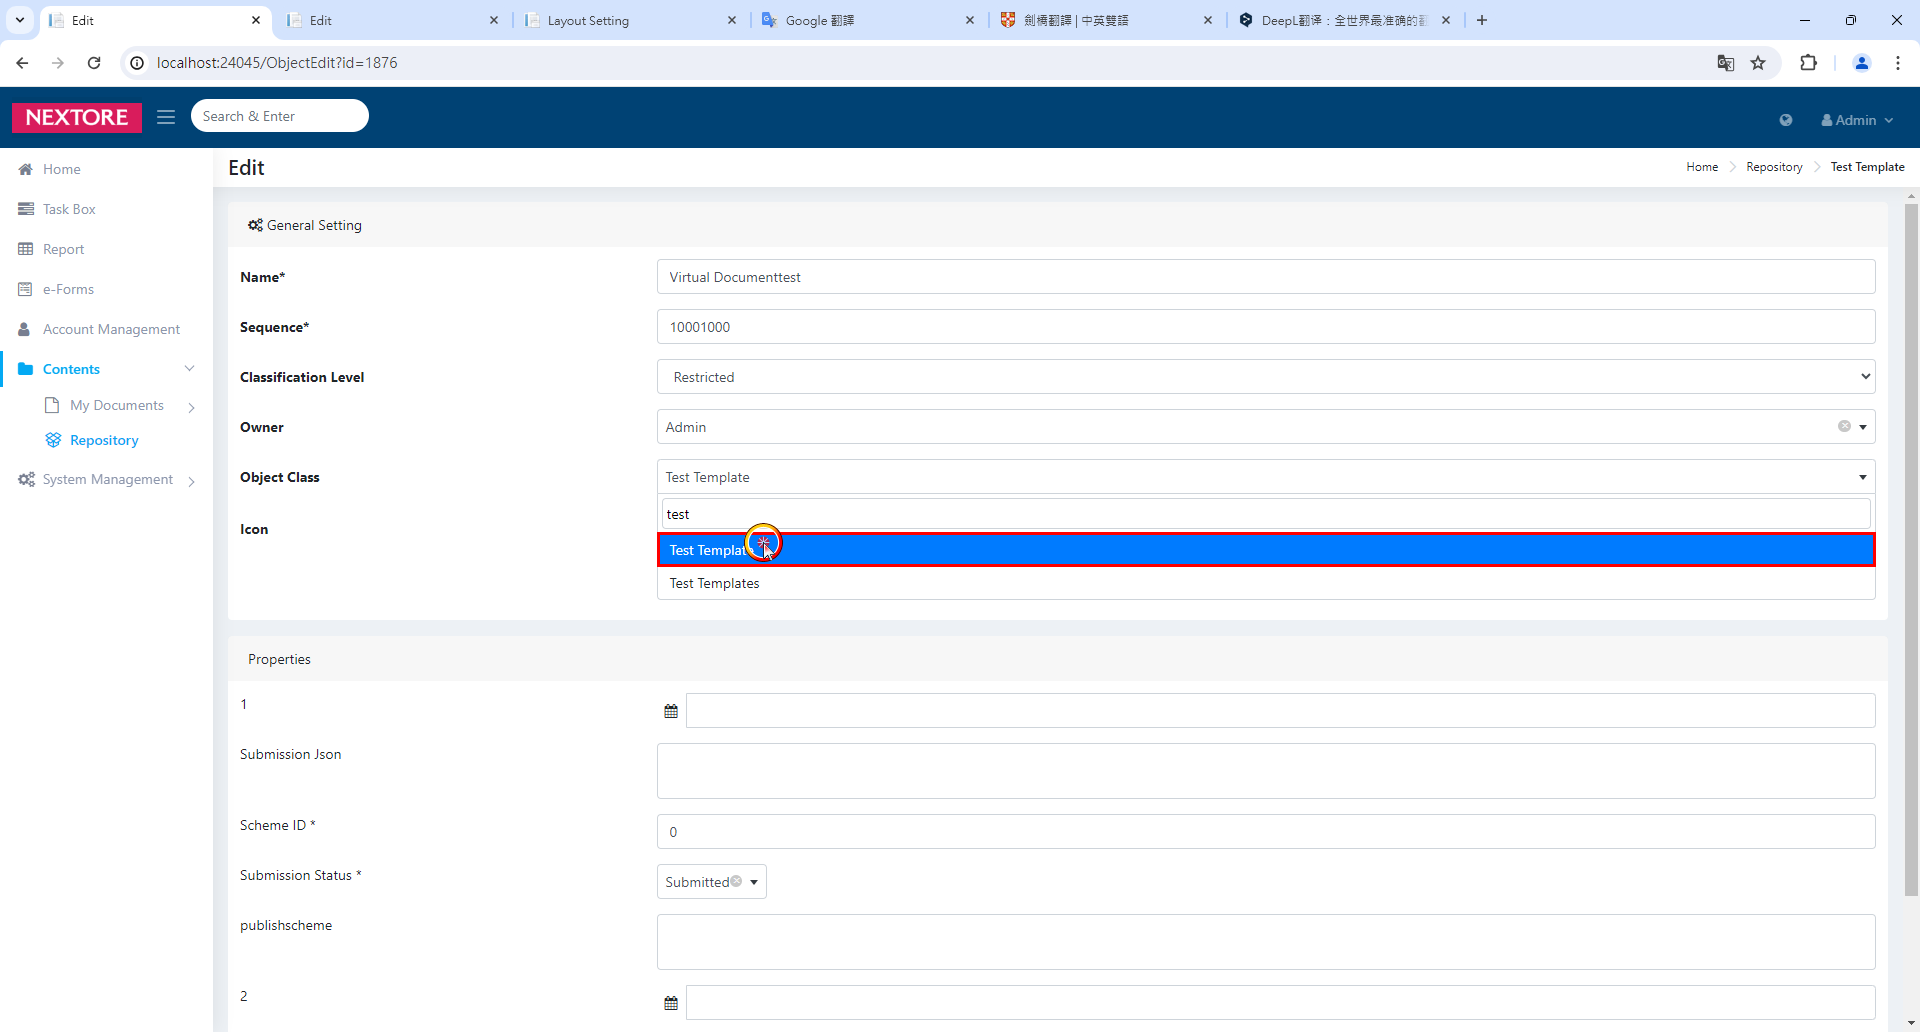 Edit
Edit
Layout Setting
Google 翻譯
劍橋翻譯 | 中英雙語
DeepL翻译：全世界最准确的翻
localhost:24045/ObjectEdit?id=1876
NEXTORE
Search & Enter
Admin
Home
Task Box
Report
e-Forms
Account Management
Contents
My Documents
Repository
System Management
Edit
Home
Repository
Test Template
General Setting
Name*
Virtual Documenttest
Sequence*
10001000
Classification Level
Restricted
Owner
Admin
Object Class
Test Template
test
Icon
Test Template
Test Templates
Properties
1
Submission Json
Scheme ID *
0
Submission Status *
Submitted
publishscheme
2